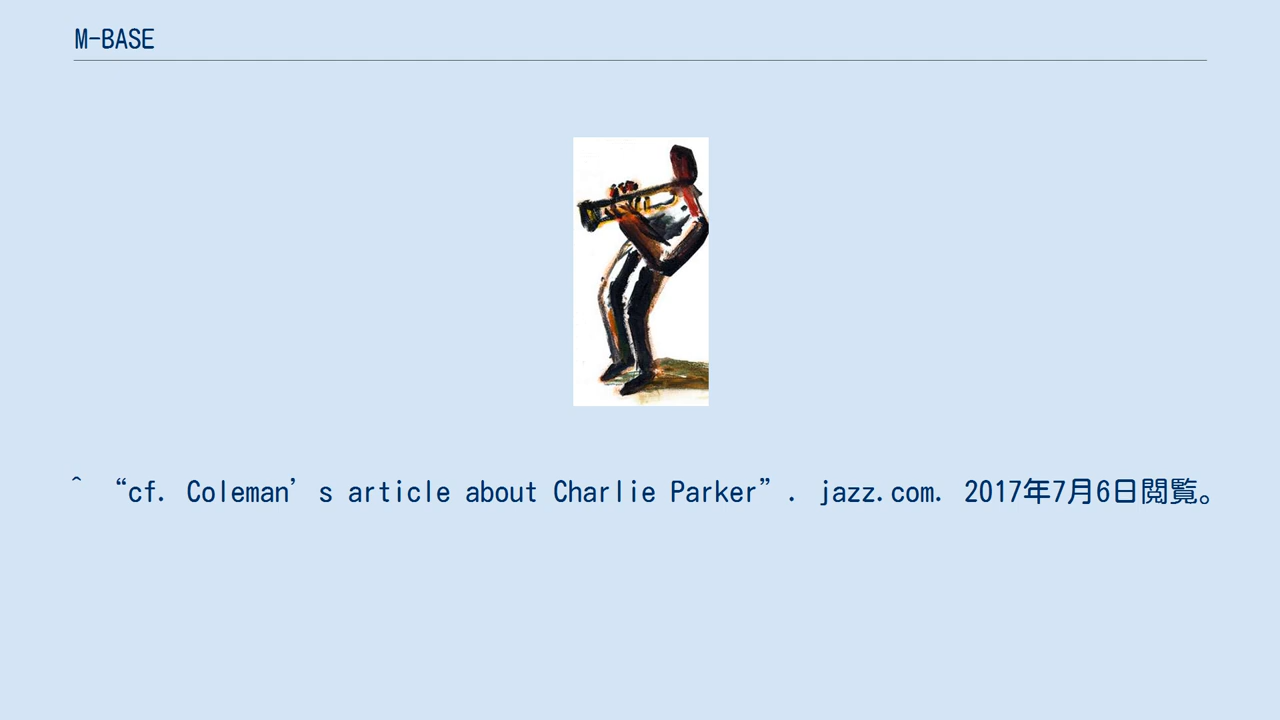 M-BASE
^ “cf. Coleman’s article about Charlie Parker”. jazz.com. 2017年7月6日閲覧。